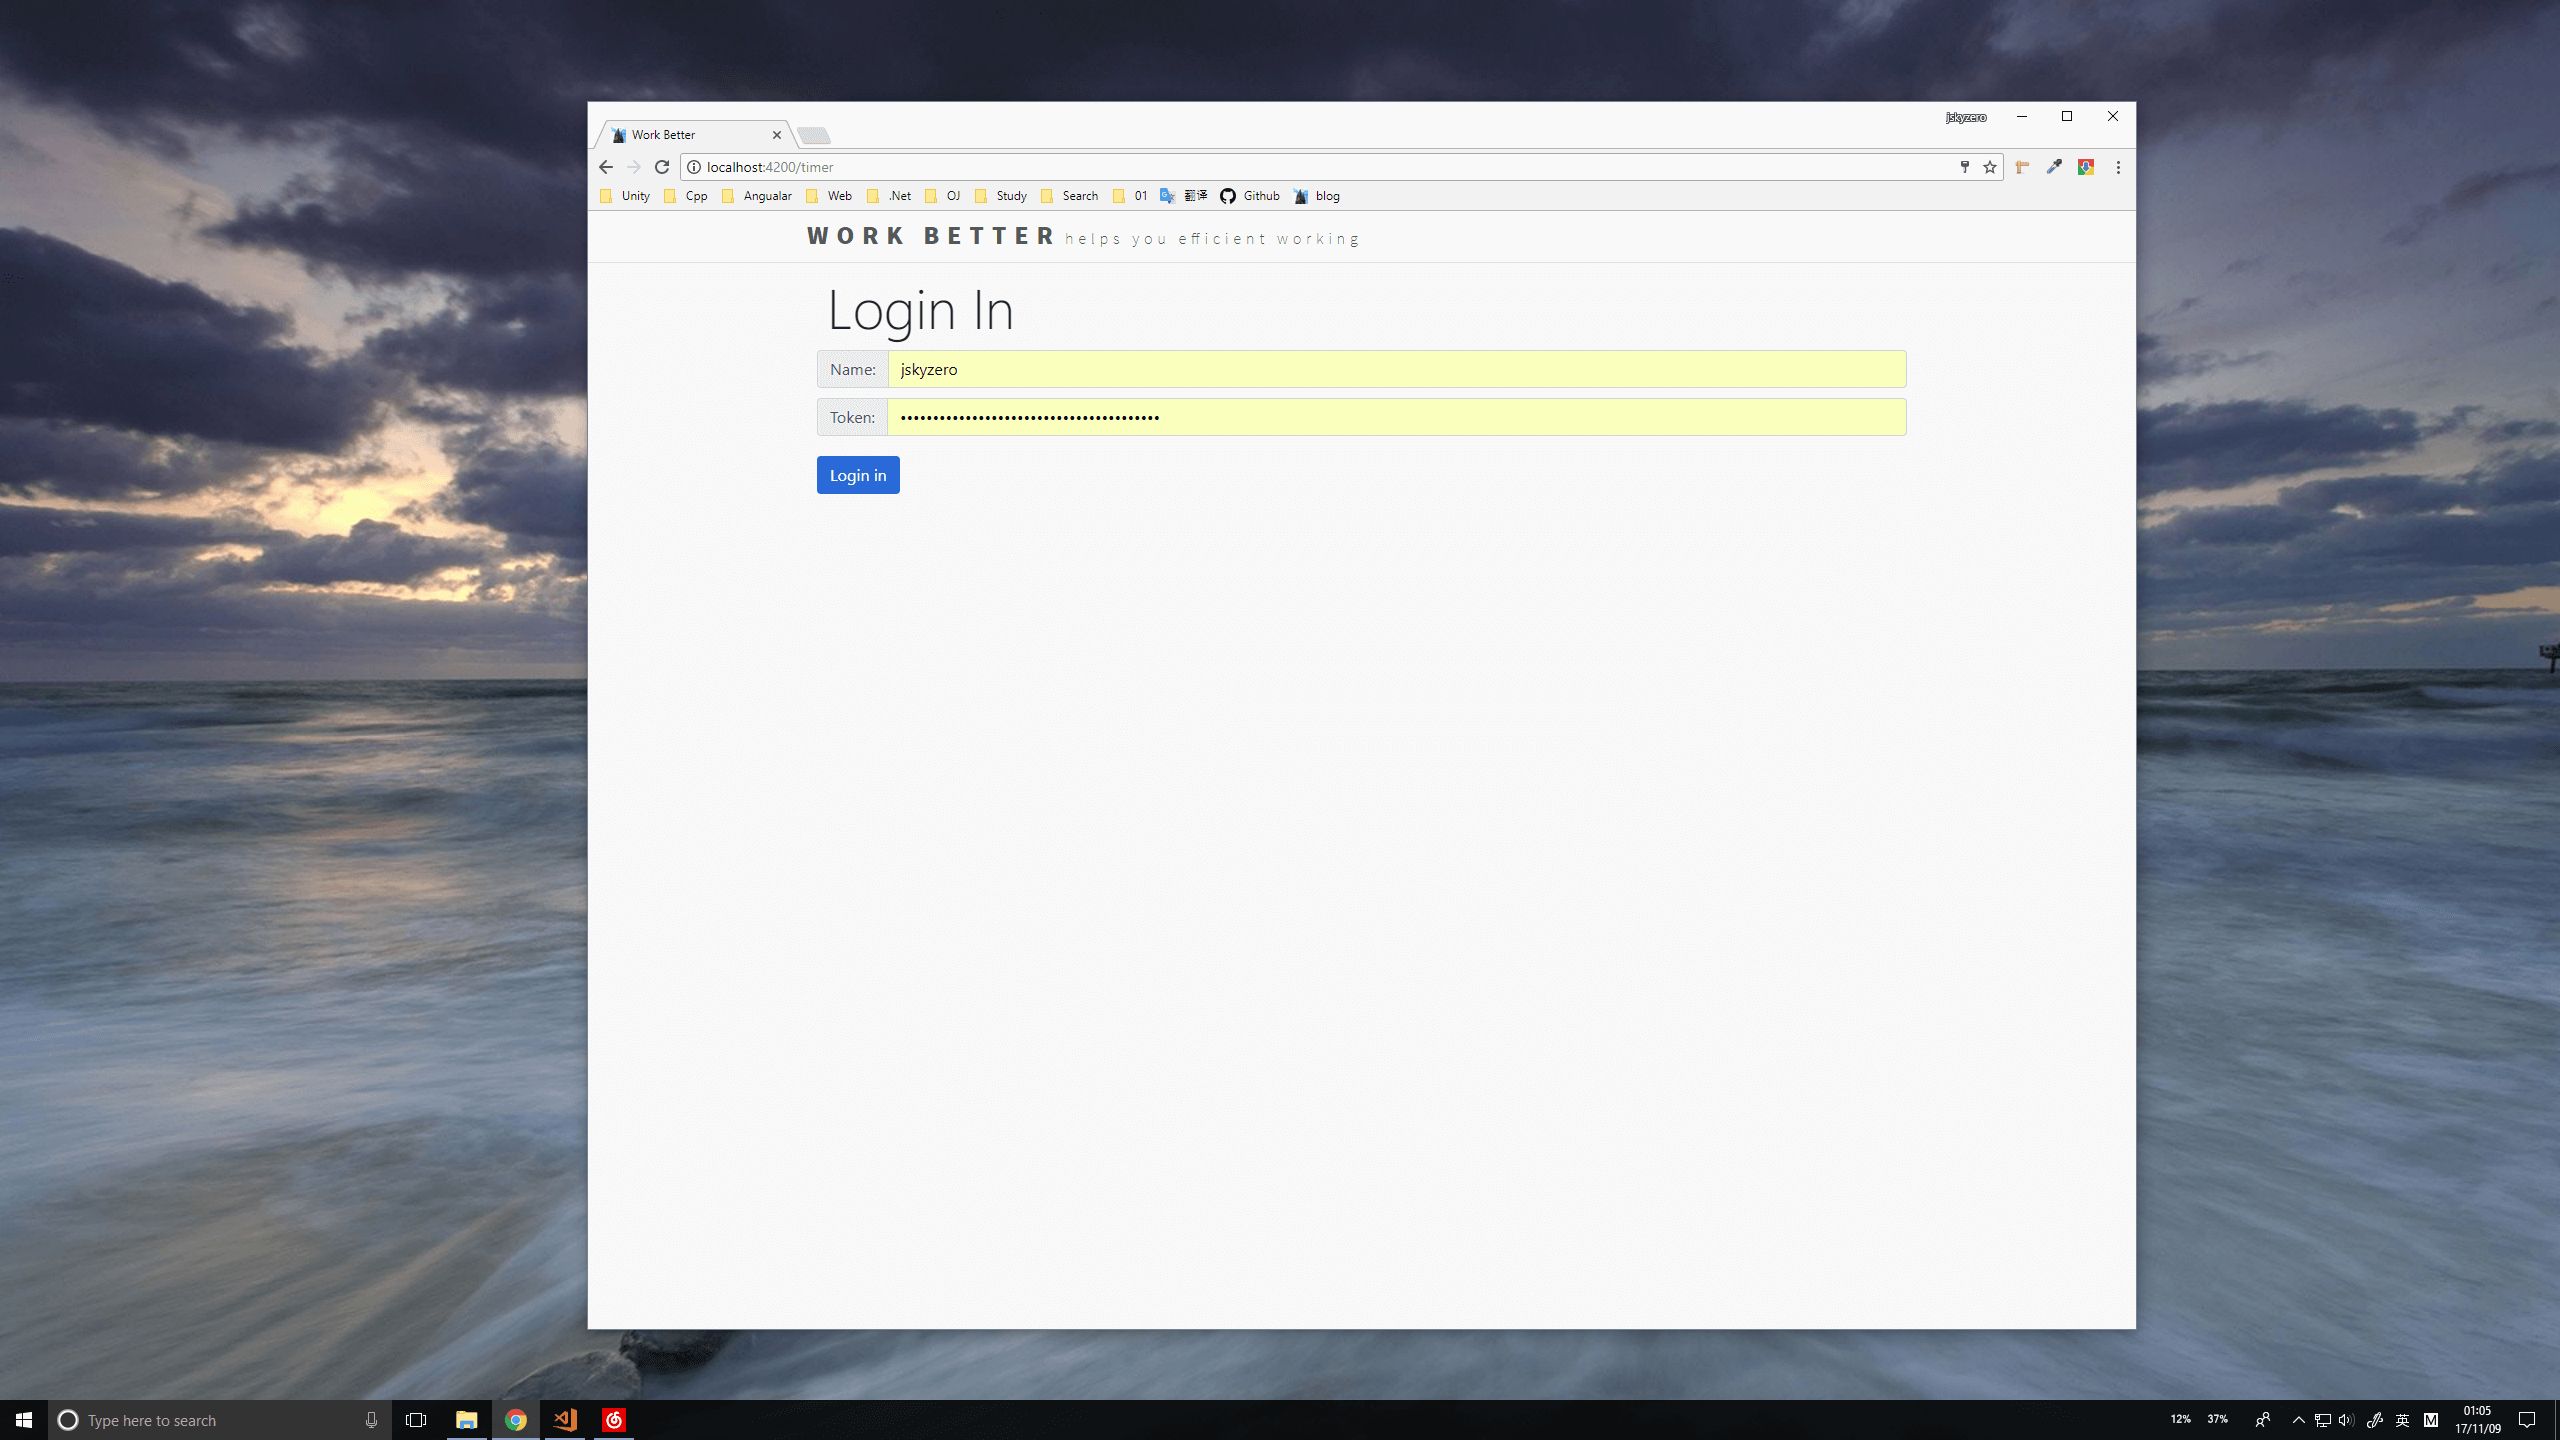 jskyzero
Work Better
localhost:4200/timer
Unity Cpp Angualar Web .Net OJ Study Search 01 翻译 Github blog
WORK BETTER helps you efficient working
Login In
Name: jskyzero
Token: ••••••••••••••••••••••••••••••••••••••••
Login in
Type here to search
12% 37% 英 M 01:05
17/11/09